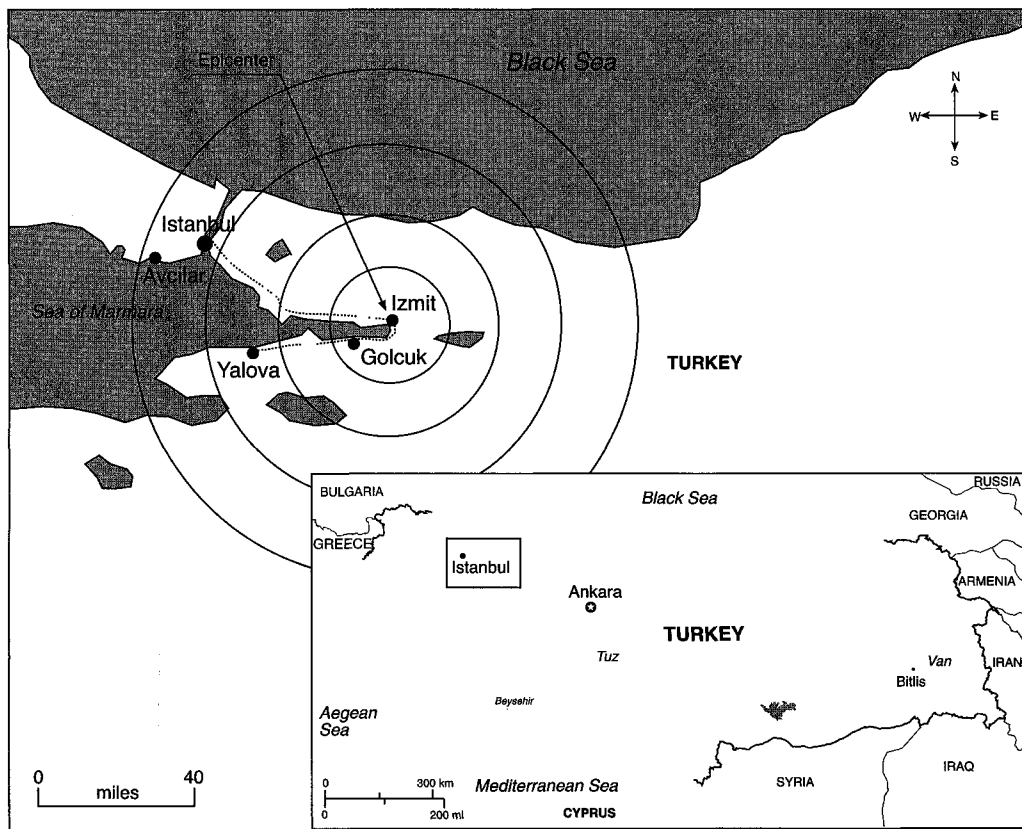 Epicenter
Black Sea
N
W E
S
Istanbul
Avcilar
Sea of Marmara
Izmit
Golcuk
Yalova
TURKEY
0 40
miles
BULGARIA
Black Sea
RUSSIA
GEORGIA
GREECE
Istanbul
ARMENIA
Ankara
TURKEY
Tuz
Van
IRAN
Bitlis
Beysehir
Aegean
Sea
0 300 km
200 mi
Mediterranean Sea
CYPRUS
SYRIA
IRAQ